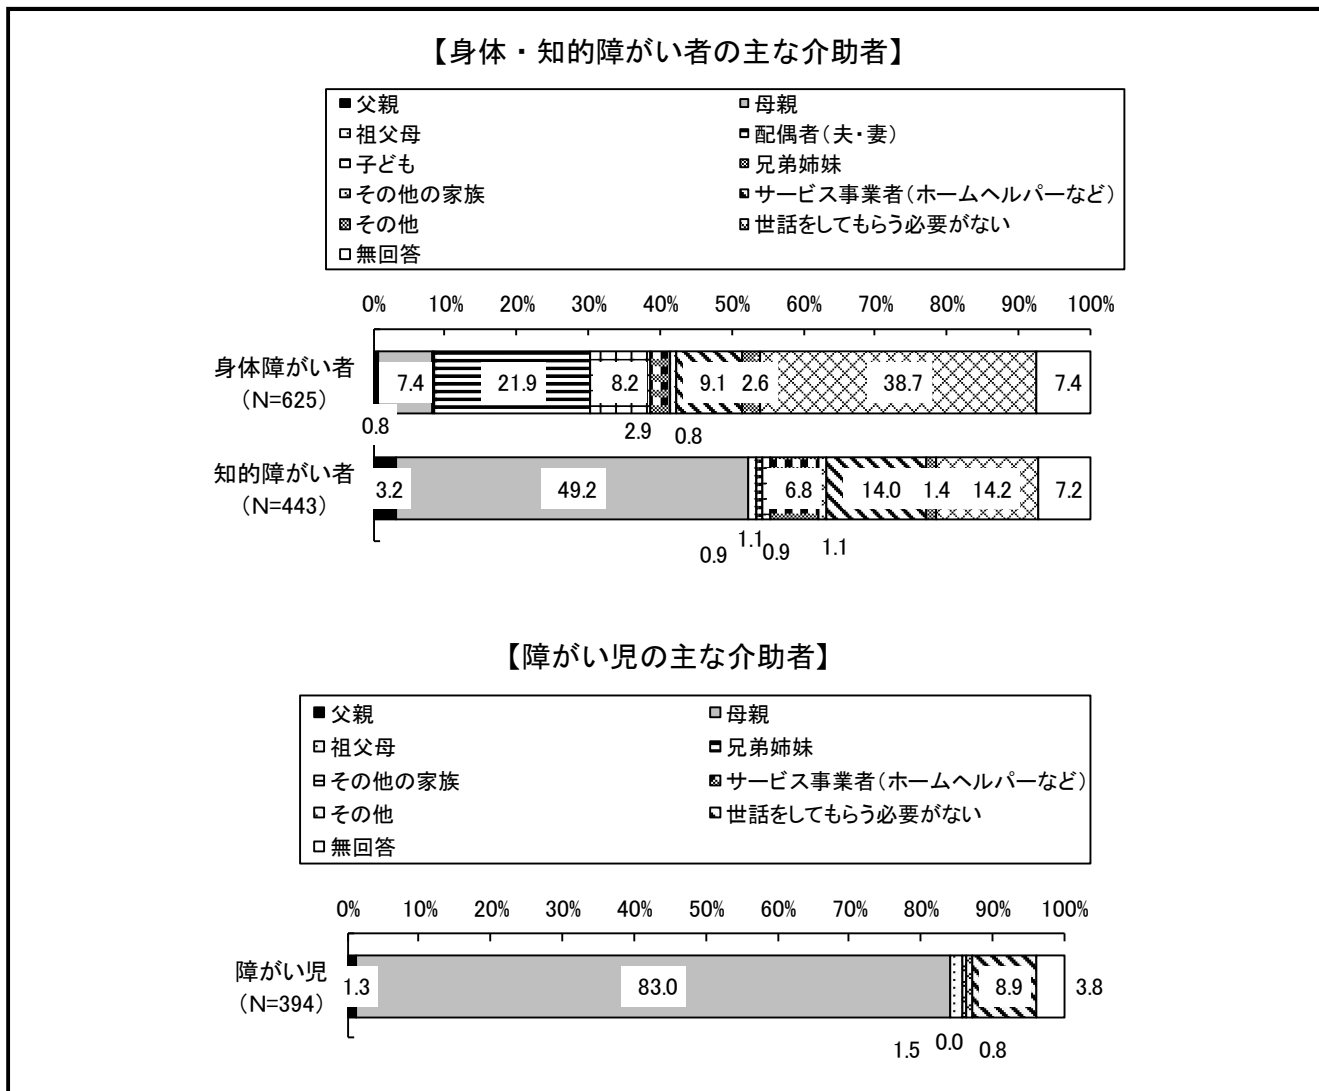 【身体・知的障がい者の主な介助者】
父親 母親
祖父母 配偶者(夫・妻)
子ども 兄弟姉妹
その他の家族 サービス事業者(ホームヘルパーなど)
その他 世話をしてもらう必要がない
無回答
0% 10% 20% 30% 40% 50% 60% 70% 80% 90% 100%
身体障がい者
(N=625)
7.4 21.9 8.2 9.1 2.6 38.7 7.4
0.8 2.9 0.8
知的障がい者
(N=443)
3.2 49.2 6.8 14.0 1.4 14.2 7.2
0.9 1.1 0.9 1.1
【障がい児の主な介助者】
父親 母親
祖父母 兄弟姉妹
その他の家族 サービス事業者(ホームヘルパーなど)
その他 世話をしてもらう必要がない
無回答
0% 10% 20% 30% 40% 50% 60% 70% 80% 90% 100%
障がい児
(N=394)
1.3 83.0 8.9 3.8
1.5 0.0 0.8